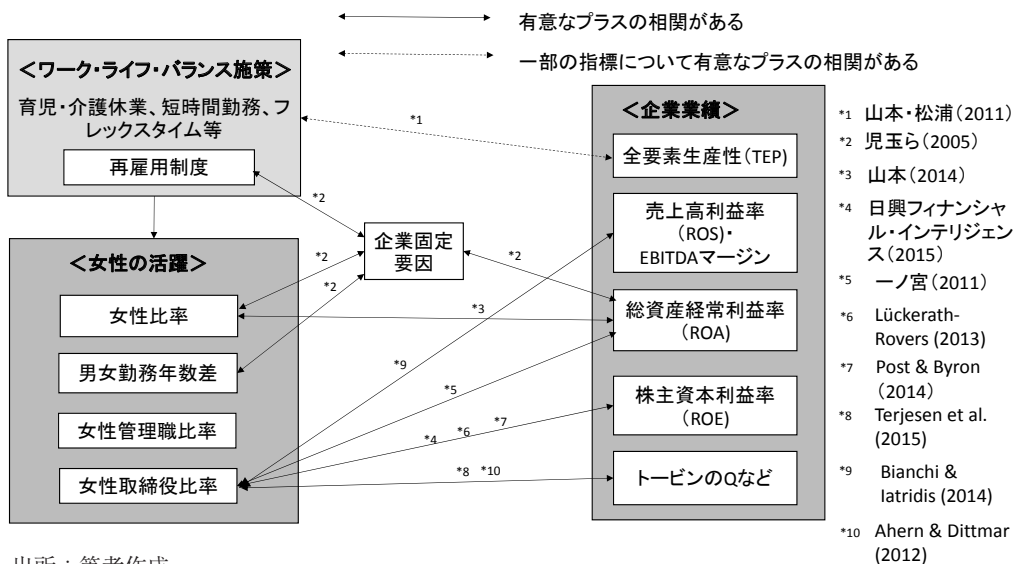 有意なプラスの相関がある
一部の指標について有意なプラスの相関がある
＜ワーク・ライフ・バランス施策＞
育児・介護休業、短時間勤務、フ
レックスタイム等
再雇用制度
＜女性の活躍＞
女性比率
男女勤務年数差
女性管理職比率
女性取締役比率
企業固定
要因
*1
*2
*2
*2
*2
*3
*9
*5
*4
*6
*7
*8 *10
＜企業業績＞
全要素生産性（TEP）
売上高利益率
（ROS）・
EBITDAマージン
総資産経常利益率
（ROA）
株主資本利益率
（ROE）
トービンのQなど
*1 山本・松浦（2011）
*2 児玉ら（2005）
*3 山本（2014）
*4 日興フィナンシャ
ル・インテリジェン
ス（2015）
*5 一ノ宮（2011）
*6 Lückerath-
Rovers (2013)
*7 Post & Byron
(2014)
*8 Terjesen et al.
(2015)
*9 Bianchi &
Iatridis (2014)
*10 Ahern & Dittmar
(2012)
出所：筆者作成